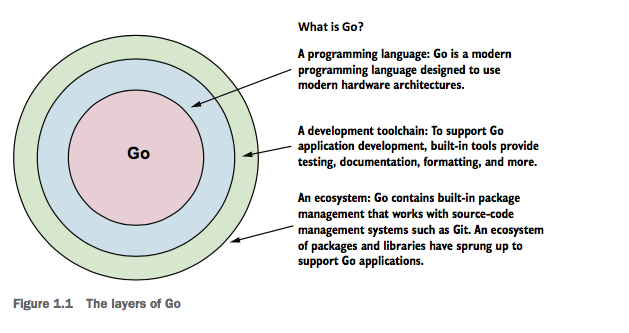 What is Go?
A programming language: Go is a modern
programming language designed to use
modern hardware architectures.
Go
A development toolchain: To support Go
application development, built-in tools provide
testing, documentation, formatting, and more.
An ecosystem: Go contains built-in package
management that works with source-code
management systems such as Git. An ecosystem
of packages and libraries have sprung up to
support Go applications.
Figure 1.1 The layers of Go